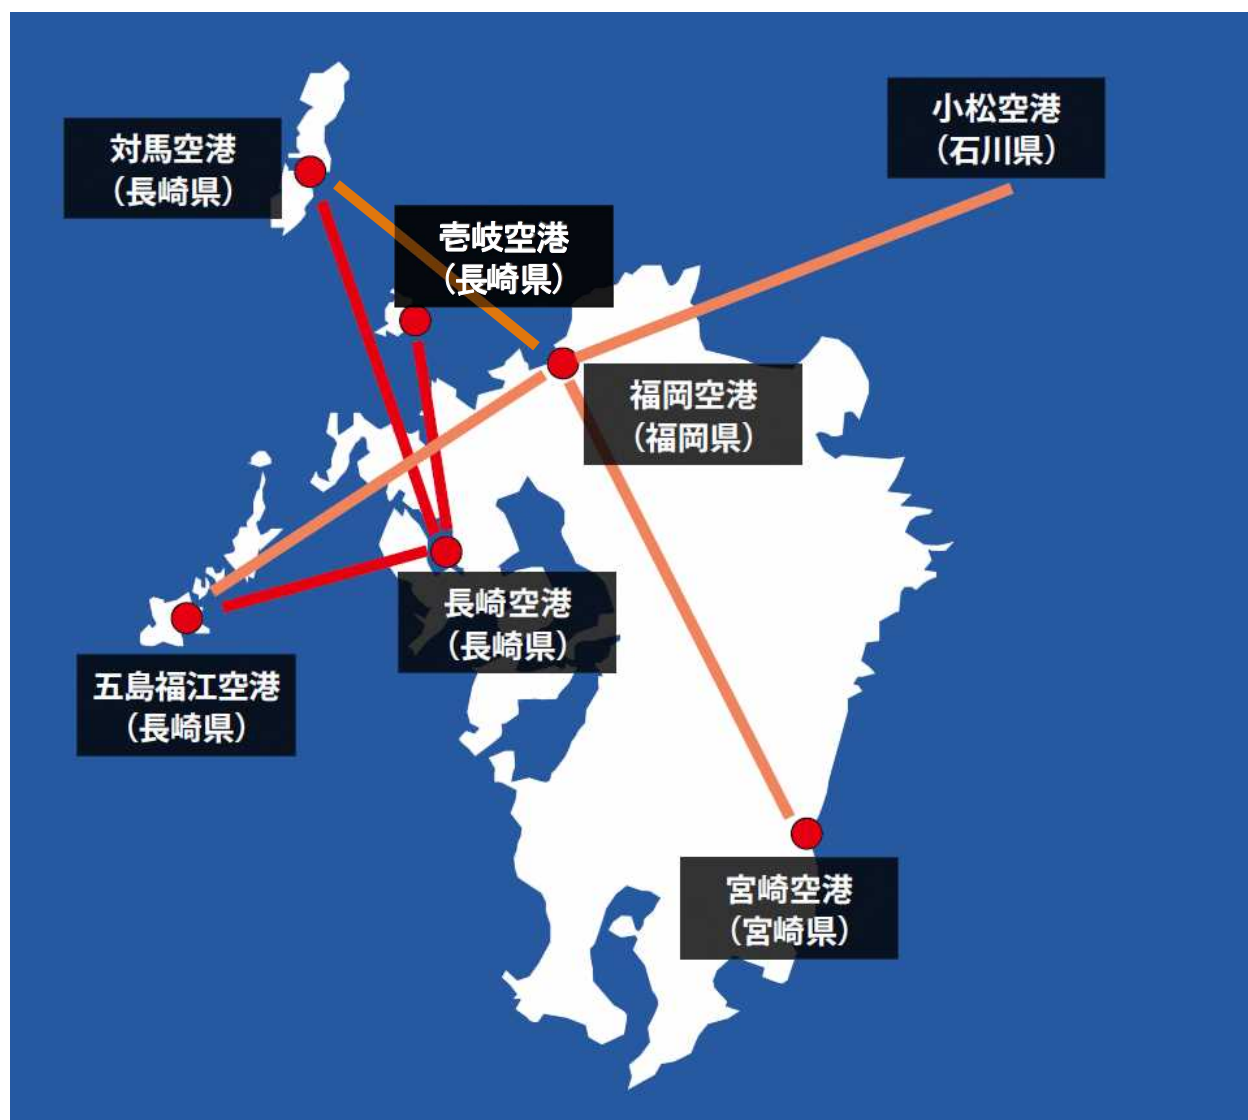 小松空港
（石川県）
対馬空港
（長崎県）
壱岐空港
（長崎県）
福岡空港
（福岡県）
長崎空港
（長崎県）
五島福江空港
（長崎県）
宮崎空港
（宮崎県）